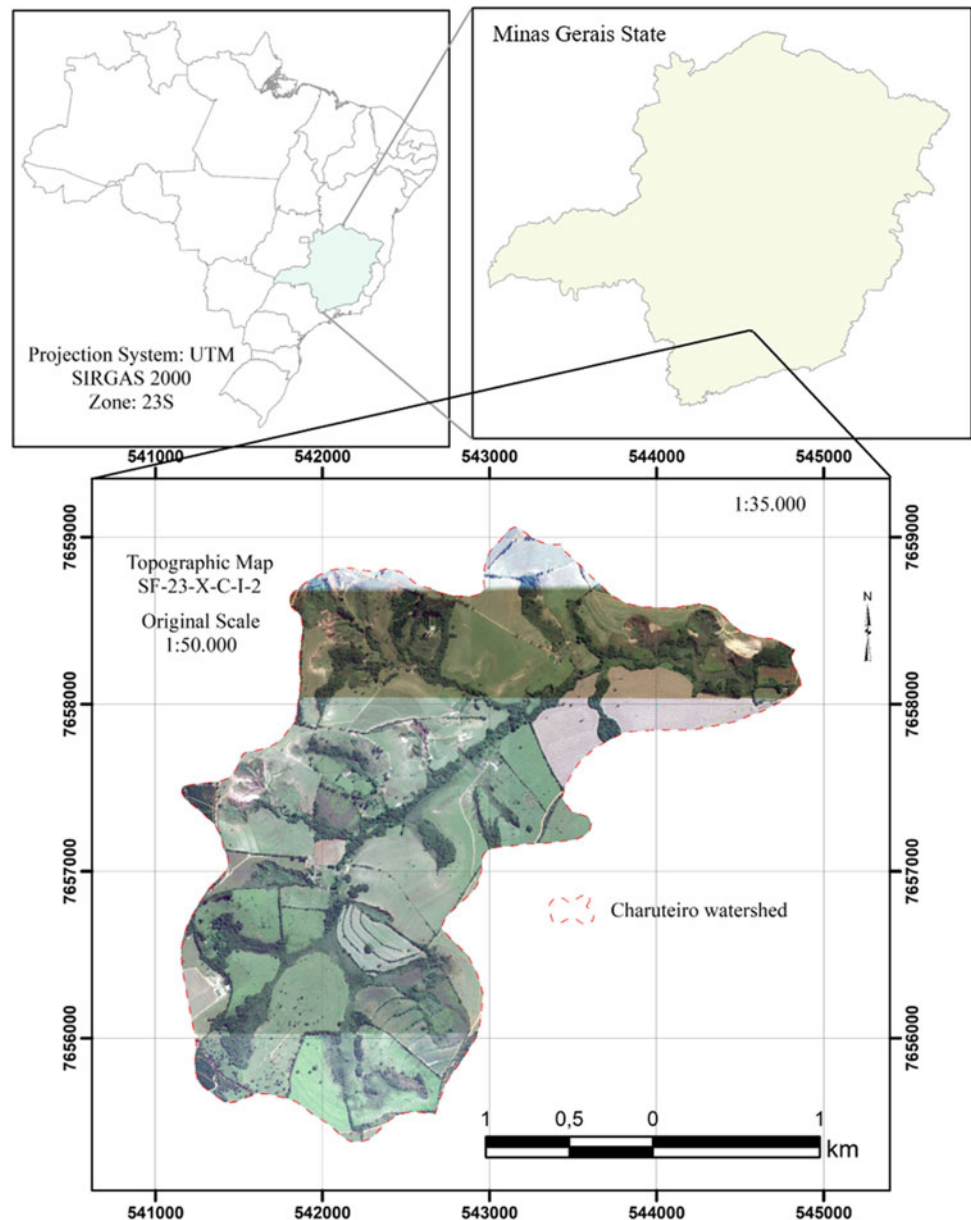 Minas Gerais State
Projection System: UTM
SIRGAS 2000
Zone: 23S
541000
542000
543000
544000
545000
1:35.000
Topographic Map
SF-23-X-C-I-2
Original Scale
1:50.000
N
7659000
7658000
7657000
7656000
7659000
7658000
7657000
7656000
Charuteiro watershed
1
0,5
0
1
km
541000
542000
543000
544000
545000